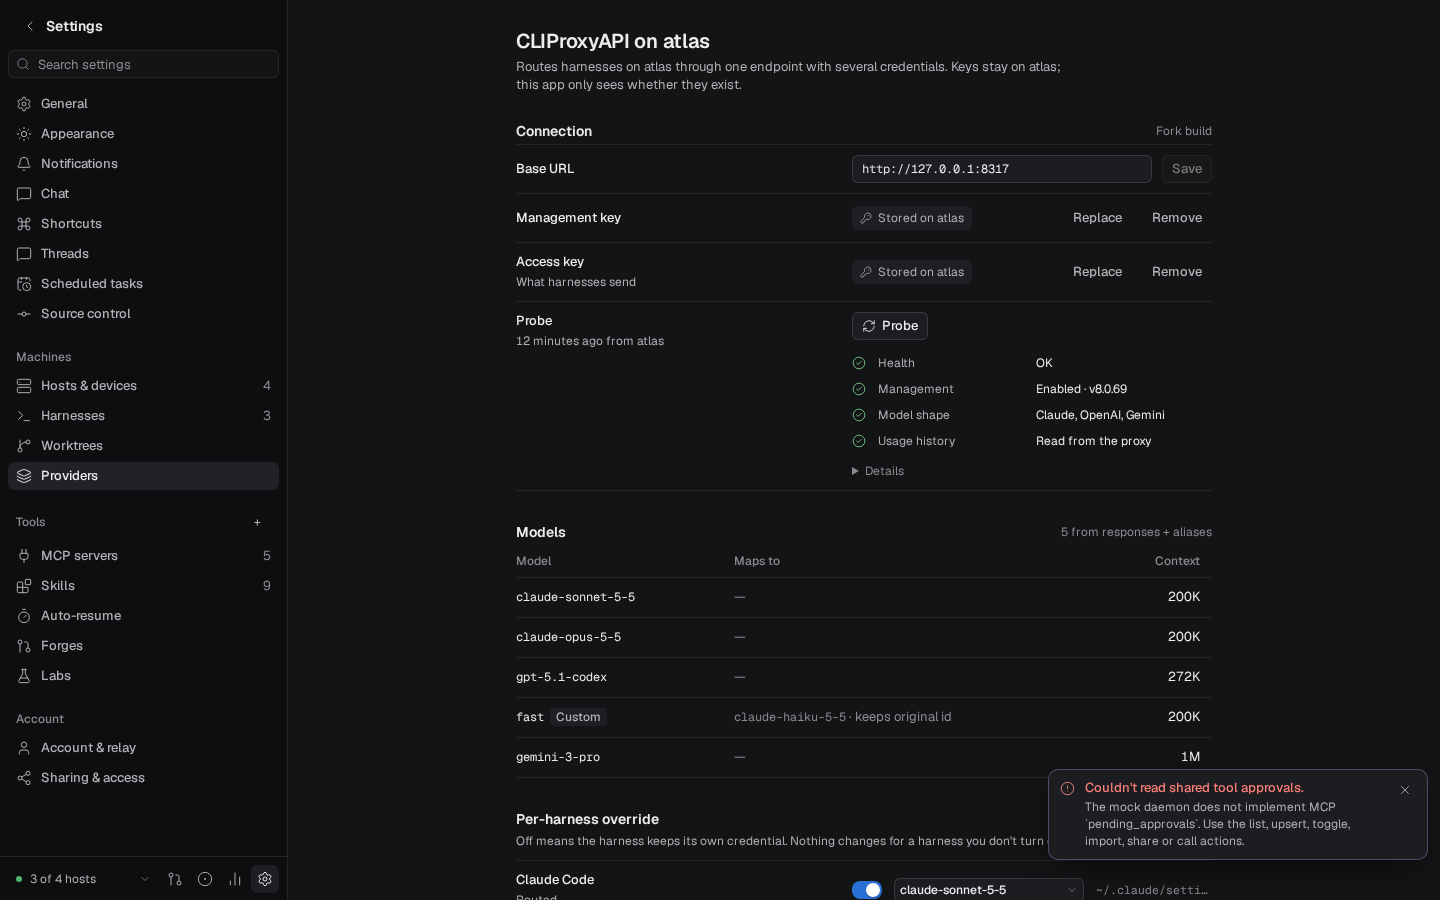 Settings
Search settings
General
Appearance
Notifications
Chat
Shortcuts
Threads
Scheduled tasks
Source control
Machines
Hosts & devices 4
Harnesses 3
Worktrees
Providers
Tools +
MCP servers 5
Skills 9
Auto-resume
Forges
Labs
Account
Account & relay
Sharing & access
3 of 4 hosts
CLIProxyAPI on atlas
Routes harnesses on atlas through one endpoint with several credentials. Keys stay on atlas;
this app only sees whether they exist.
Connection Fork build
Base URL http://127.0.0.1:8317 Save
Management key Stored on atlas Replace Remove
Access key
What harnesses send
Stored on atlas Replace Remove
Probe
12 minutes ago from atlas
Probe
Health OK
Management Enabled · v8.0.69
Model shape Claude, OpenAI, Gemini
Usage history Read from the proxy
Details
Models 5 from responses + aliases
Model Maps to Context
claude-sonnet-5-5 — 200K
claude-opus-5-5 — 200K
gpt-5.1-codex — 272K
fast Custom claude-haiku-5-5 · keeps original id 200K
gemini-3-pro — 1M
Per-harness override
Off means the harness keeps its own credential. Nothing changes for a harness you don't turn
Claude Code
Routed
claude-sonnet-5-5 ~/.claude/setti…
Couldn't read shared tool approvals.
The mock daemon does not implement MCP
`pending_approvals`. Use the list, upsert, toggle,
import, share or call actions.